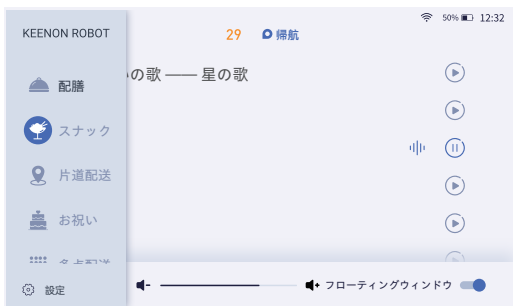 50% 12:32
KEENON ROBOT
29 帰航
の歌 —— 星の歌
配膳
スナック
片道配送
お祝い
設定
フローティングウィンドウ